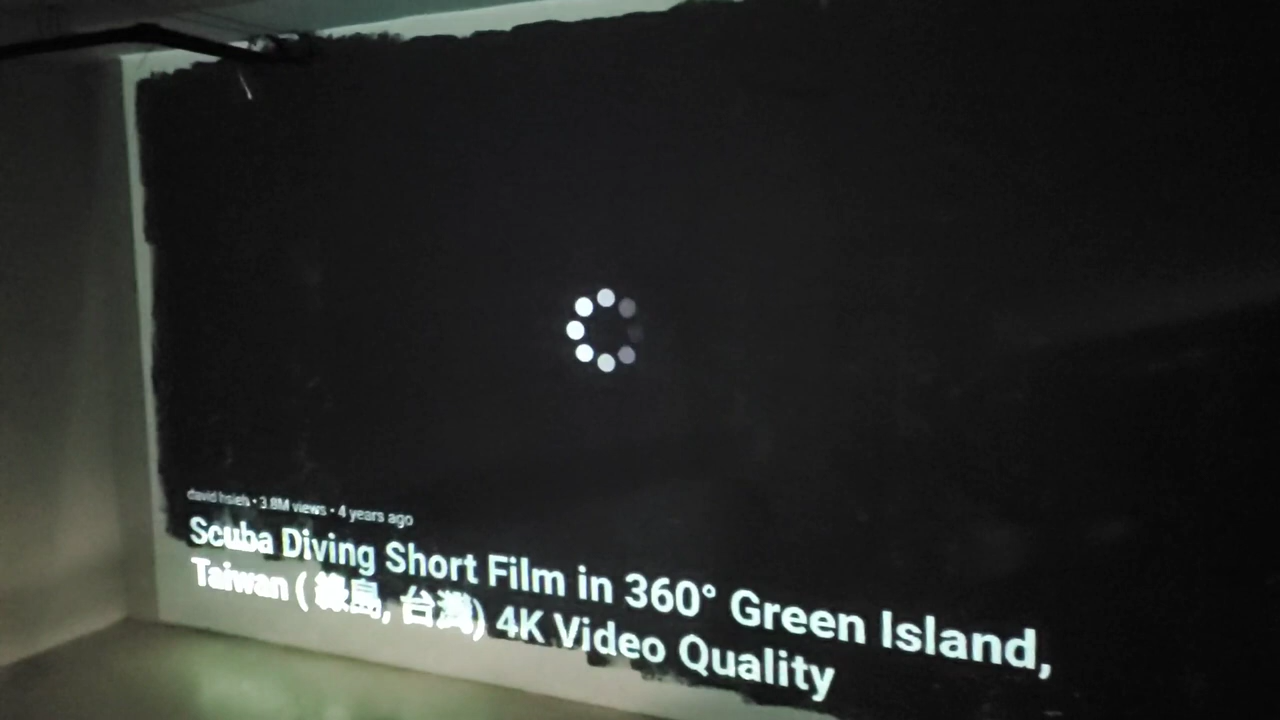 david hsieh • 3.8M views • 4 years ago
Scuba Diving Short Film in 360° Green Island,
Taiwan ( 綠島, 台灣) 4K Video Quality